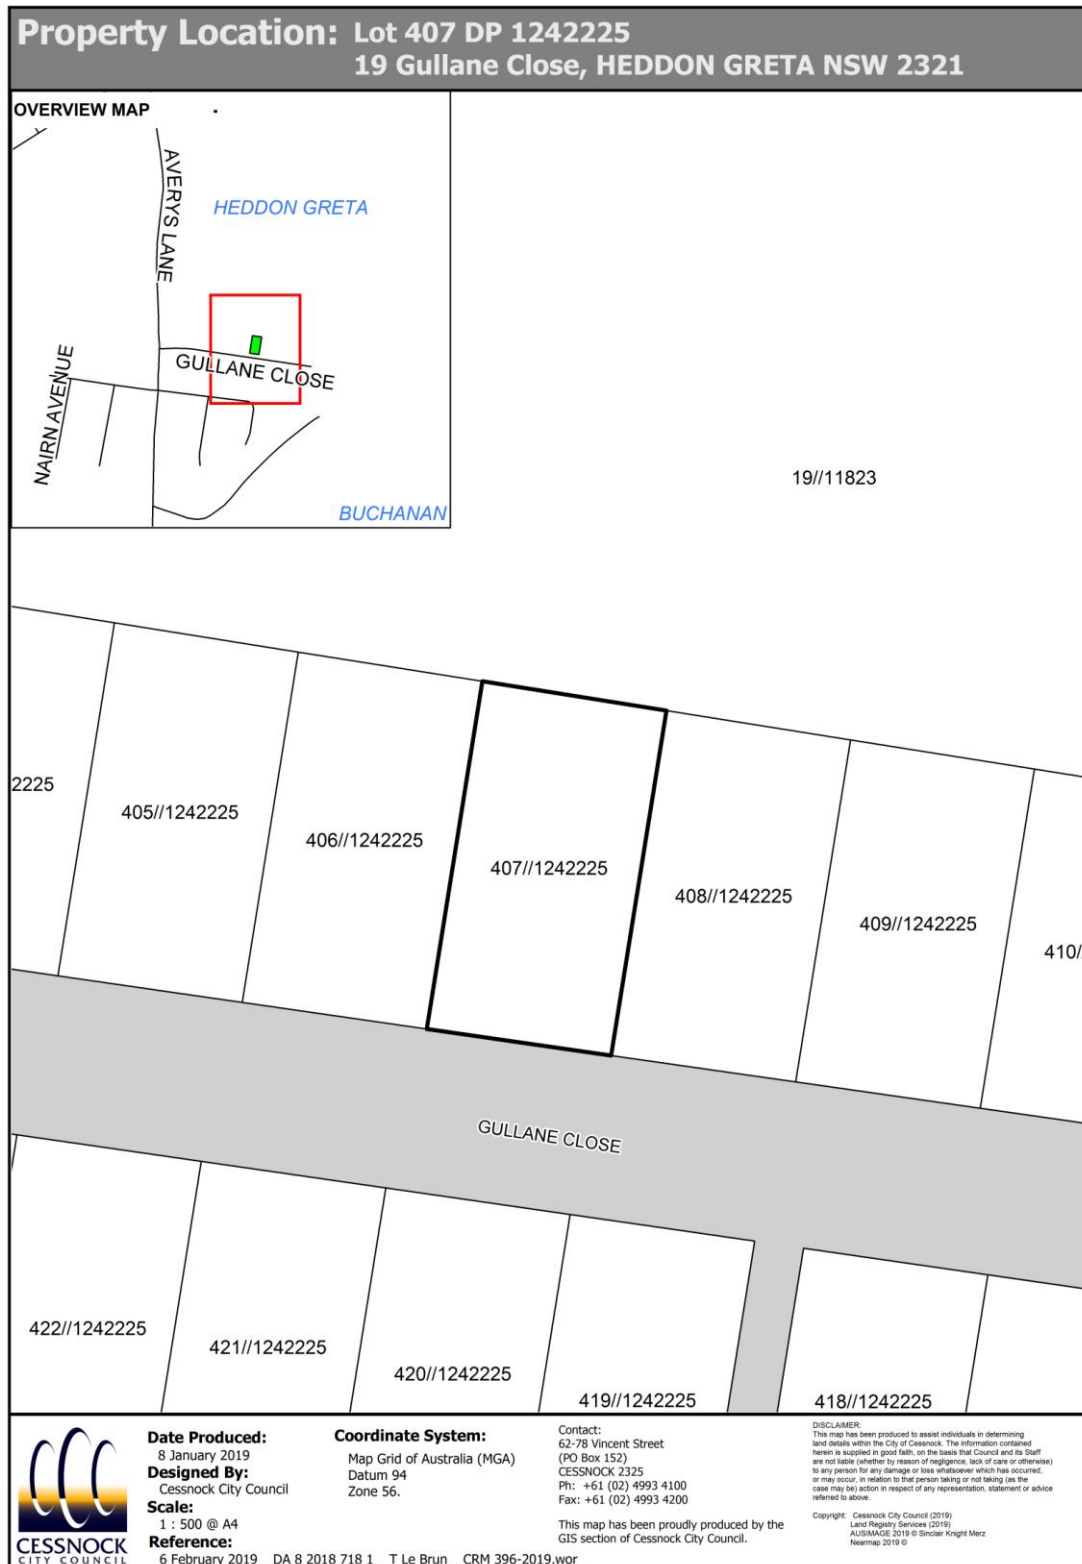 Property Location: Lot 407 DP 1242225
19 Gullane Close, HEDDON GRETA NSW 2321
OVERVIEW MAP
AVERYS LANE
HEDDON GRETA
GULLANE CLOSE
NAIRN AVENUE
BUCHANAN
19//11823
2225
405//1242225
406//1242225
407//1242225
408//1242225
409//1242225
410/
GULLANE CLOSE
422//1242225
421//1242225
420//1242225
419//1242225
418//1242225
CESSNOCK
CITY COUNCIL
Date Produced:
8 January 2019
Designed By:
Cessnock City Council
Scale:
1 : 500 @ A4
Reference:
6 February 2019 DA 8 2018 718 1 T Le Brun CRM 396-2019.wor
Coordinate System:
Map Grid of Australia (MGA)
Datum 94
Zone 56.
Contact:
62-78 Vincent Street
(PO Box 152)
CESSNOCK 2325
Ph: +61 (02) 4993 4100
Fax: +61 (02) 4993 4200
This map has been proudly produced by the
GIS section of Cessnock City Council.
DISCLAIMER:
This map has been produced to assist individuals in determining
land details within the City of Cessnock. The information contained
herein is supplied in good faith, on the basis that Council and its Staff
are not liable (whether by reason of negligence, lack of care or otherwise)
to any person for any damage or loss whatsoever which has occurred,
or may occur, in relation to that person taking or not taking (as the
case may be) action in respect of any representation, statement or advice
referred to above.
Copyright: Cessnock City Council (2019)
Land Registry Services (2019)
AUSIMAGE 2019 © Sinclair Knight Merz
Nearmap 2019 ©